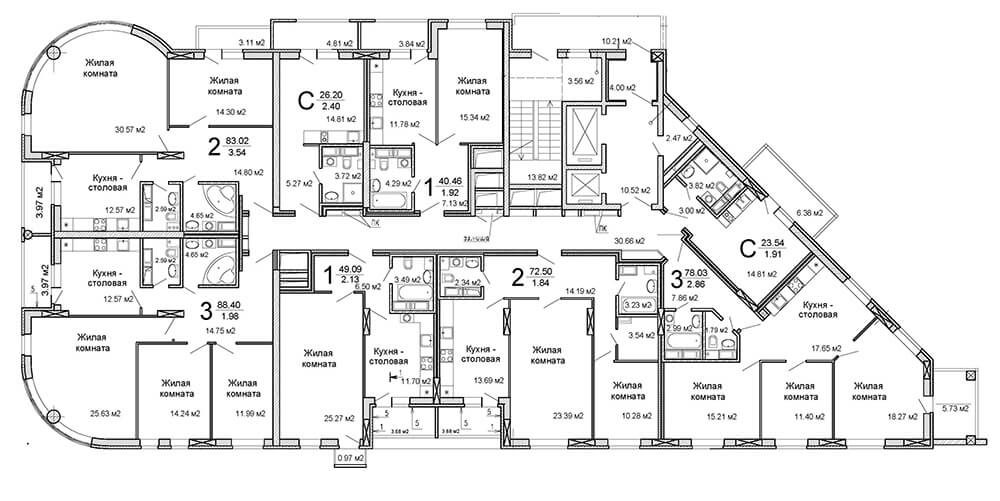 3.11 м2
4.81 м2
3.84 м2
10.21 м2
Жилая
комната
30.57 м2
Жилая
комната
14.30 м2
С 26.20
2.40
14.81 м2
Кухня -
столовая
11.78 м2
Жилая
комната
15.34 м2
3.56 м2
4.00 м2
2.47 м2
2 83.02
3.54
14.80 м2
5.27 м2
3.72 м2
4.29 м2
1 40.46
1.92
7.13 м2
13.82 м2
10.52 м2
3.82 м2
3.00 м2
6.38 м2
3.97 м2
Кухня -
столовая
12.57 м2
2.59 м2
4.65 м2
ПК
ПК
30.66 м2
С 23.54
1.91
14.81 м2
3.97 м2
5
Кухня -
столовая
12.57 м2
2.59 м2
4.65 м2
3 88.40
1.98
14.75 м2
1 49.09
2.13
6.50 м2
3.49 м2
2.34 м2
2 72.50
1.84
14.19 м2
3.23 м2
3.54 м2
3 78.03
2.86
7.86 м2
2.99 м2
1.79 м2
Кухня -
столовая
17.65 м2
Жилая
комната
25.63 м2
Жилая
комната
14.24 м2
Жилая
комната
11.99 м2
Жилая
комната
25.27 м2
Кухня -
столовая
1
11.70 м2
Кухня -
столовая
13.69 м2
Жилая
комната
23.39 м2
Жилая
комната
10.28 м2
Жилая
комната
15.21 м2
Жилая
комната
11.40 м2
Жилая
комната
18.27 м2
5.73 м2
5
5
5
5
1
3.68 м2
3.68 м2
1
0.97 м2